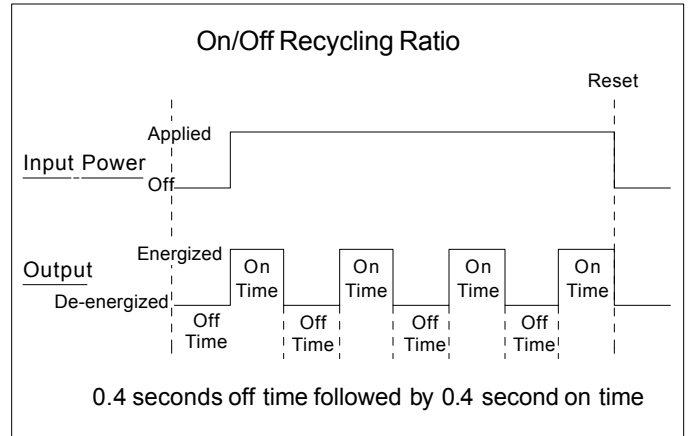 On/Off Recycling Ratio
Reset
Applied
Input Power
Off
Energized
Output
On Time On Time On Time On Time
De-energized
Off Time Off Time Off Time Off Time
0.4 seconds off time followed by 0.4 second on time